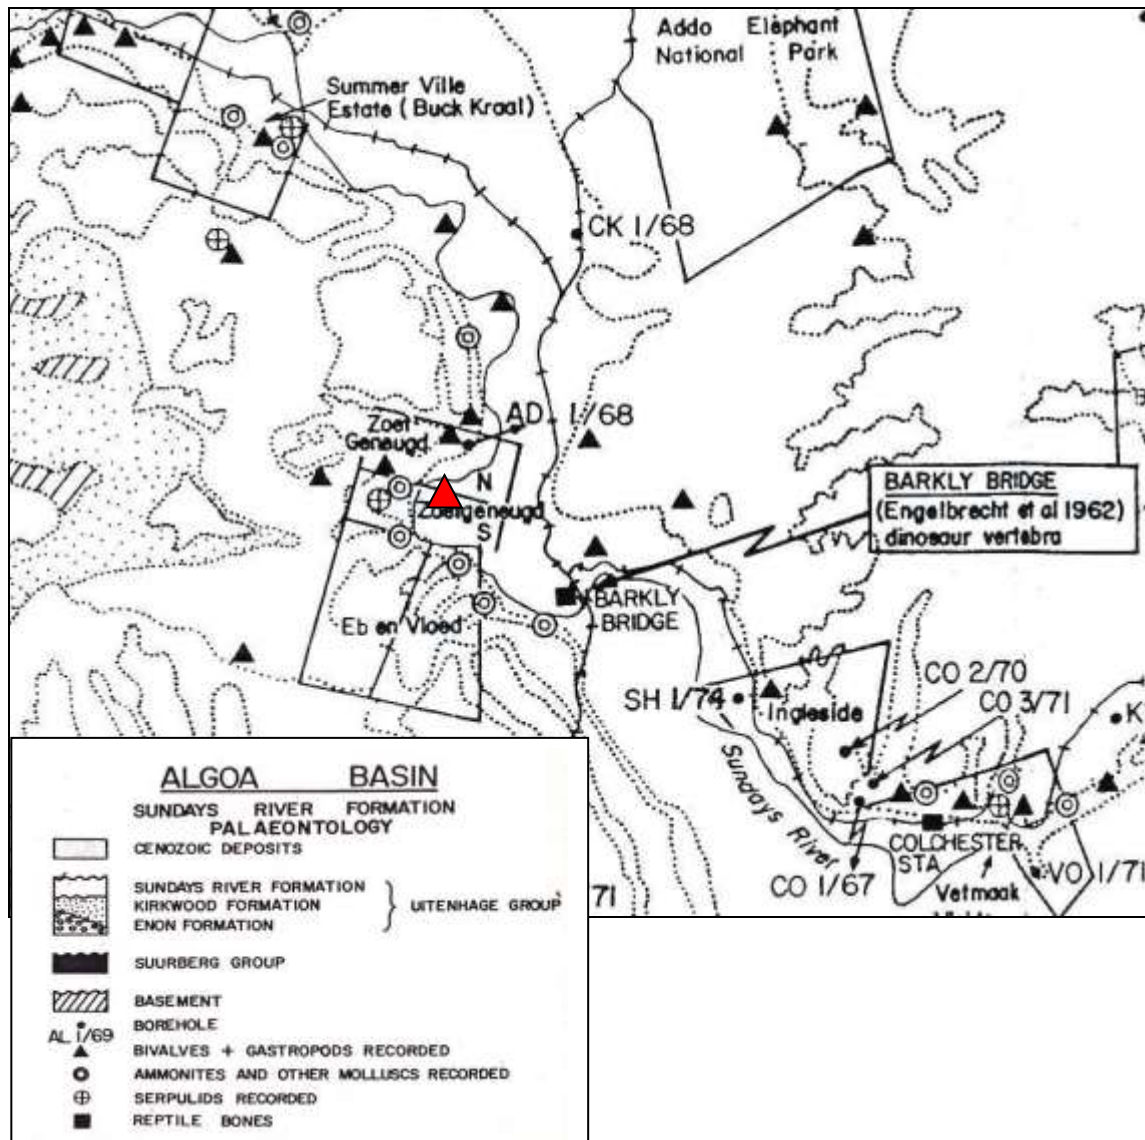 Addo Elephant
National Park
Summer Ville
Estate (Buck Kraal)
CK 1/68
AD 1/68
Zoet
Geneugd
N
Zoetgeneugd
S
BARKLY BRIDGE
(Engelbrecht et al 1962)
dinosaur vertebra
BARKLY
BRIDGE
Eb en Vloed
SH 1/74
Ingleside
CO 2/70
CO 3/71
K
Sundays River
COLCHESTER
STA
CO 1/67
VO 1/71
Vetmaak
71
ALGOA BASIN
SUNDAYS RIVER FORMATION
PALAEONTOLOGY
CENOZOIC DEPOSITS
SUNDAYS RIVER FORMATION
KIRKWOOD FORMATION
ENON FORMATION
UITENHAGE GROUP
SUURBERG GROUP
BASEMENT
AL 1/69 BOREHOLE
BIVALVES + GASTROPODS RECORDED
AMMONITES AND OTHER MOLLUSCS RECORDED
SERPULIDS RECORDED
REPTILE BONES